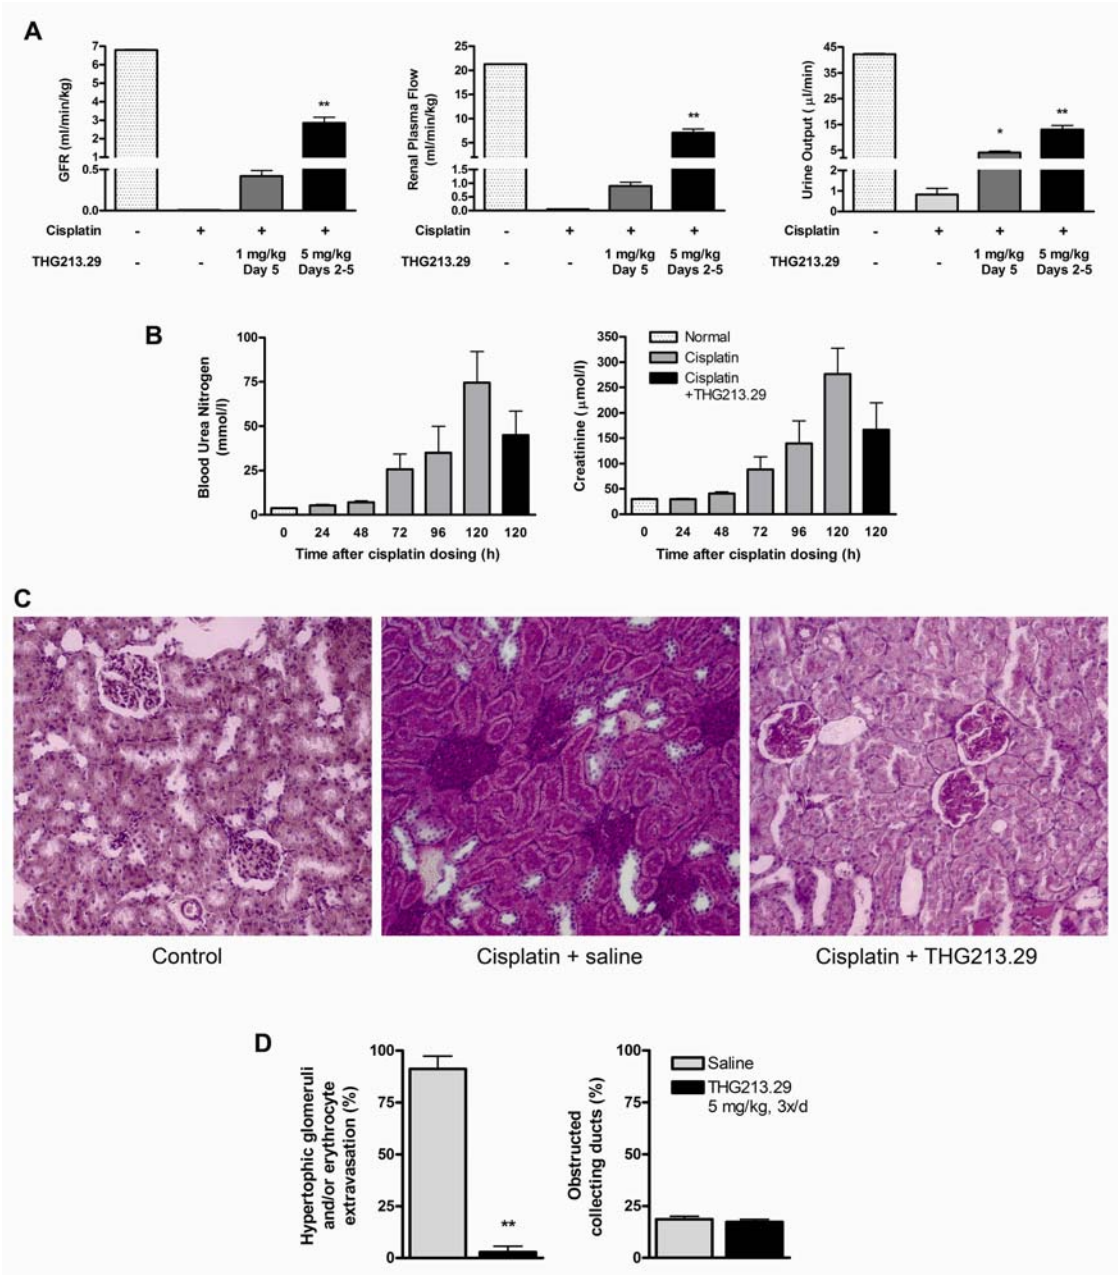 A
GFR (ml/min/kg)
7
6
5
4
3
2
1
0.5
0.0
**
Renal Plasma Flow
(ml/min/kg)
25
20
15
10
5
1.5
1.0
0.5
0.0
**
Urine Output (μl/min)
45
35
25
15
5
2
1
0
*
**
Cisplatin - + + +
THG213.29 - - 1 mg/kg 5 mg/kg
Day 5 Days 2-5
Cisplatin - + + +
THG213.29 - - 1 mg/kg 5 mg/kg
Day 5 Days 2-5
Cisplatin - + + +
THG213.29 - - 1 mg/kg 5 mg/kg
Day 5 Days 2-5
B
Blood Urea Nitrogen
(mmol/l)
100
75
50
25
0
0 24 48 72 96 120 120
Time after cisplatin dosing (h)
Creatinine (μmol/l)
350
300
250
200
150
100
50
0
Normal
Cisplatin
Cisplatin
+THG213.29
0 24 48 72 96 120 120
Time after cisplatin dosing (h)
C
Control
Cisplatin + saline
Cisplatin + THG213.29
D
Hypertophic glomeruli
and/or erythrocyte
extravasation (%)
100
75
50
25
0
**
Obstructed
collecting ducts (%)
100
75
50
25
0
Saline
THG213.29
5 mg/kg, 3x/d